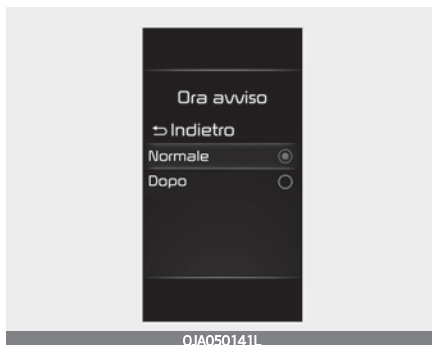 Ora avviso
⮌ Indietro
Normale
Dopo
OJA050141L